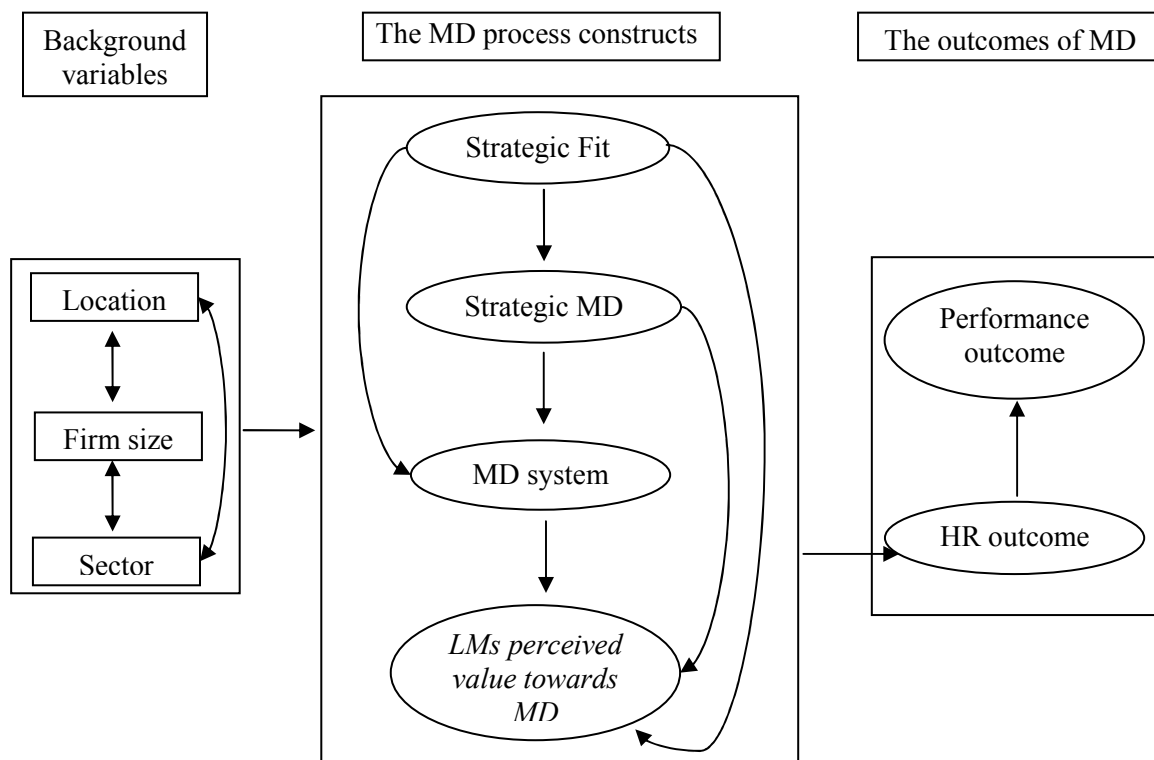 Background
variables
The MD process constructs
The outcomes of MD
Strategic Fit
Strategic MD
MD system
LMs perceived
value towards
MD
Location
Firm size
Sector
Performance
outcome
HR outcome